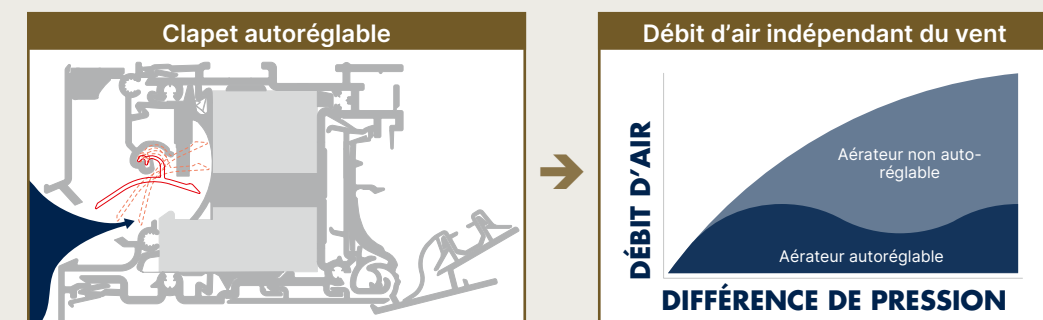 Clapet autoréglable
Débit d’air indépendant du vent
DÉBIT D’AIR
Aérateur non auto-
réglable
Aérateur autoréglable
DIFFÉRENCE DE PRESSION